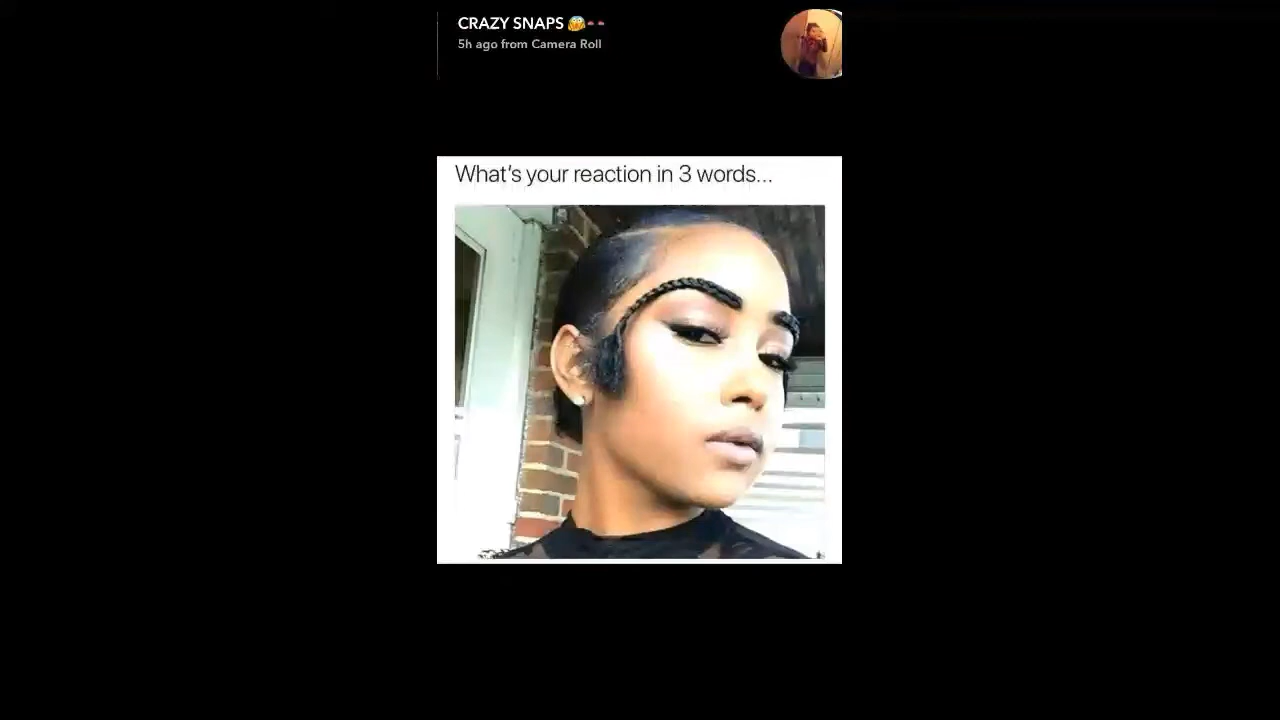 CRAZY SNAPS 😱👀
5h ago from Camera Roll
What's your reaction in 3 words...